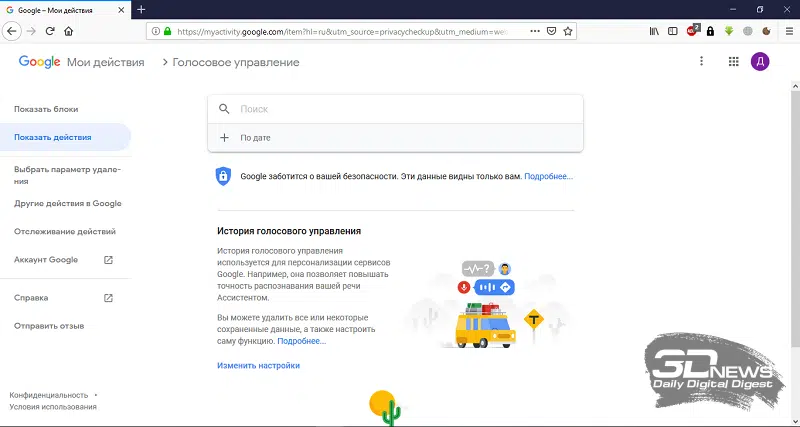 Google – Мои действия
https://myactivity.google.com/item?hl=ru&utm_source=privacycheckup&utm_medium=web
2
Google Мои действия
Голосовое управление
Д
Показать блоки
Показать действия
Выбрать параметр удале-
ния
Другие действия в Google
Отслеживание действий
Аккаунт Google
Справка
Отправить отзыв
Конфиденциальность
Условия использования
Поиск
По дате
Google заботится о вашей безопасности. Эти данные видны только вам. Подробнее...
История голосового управления
История голосового управления
используется для персонализации сервисов
Google. Например, она позволяет повышать
точность распознавания вашей речи
Ассистентом.
Вы можете удалить все или некоторые
сохраненные данные, а также настроить
саму функцию. Подробнее...
Изменить настройки
?
T
3DNEWS
Daily Digital Digest